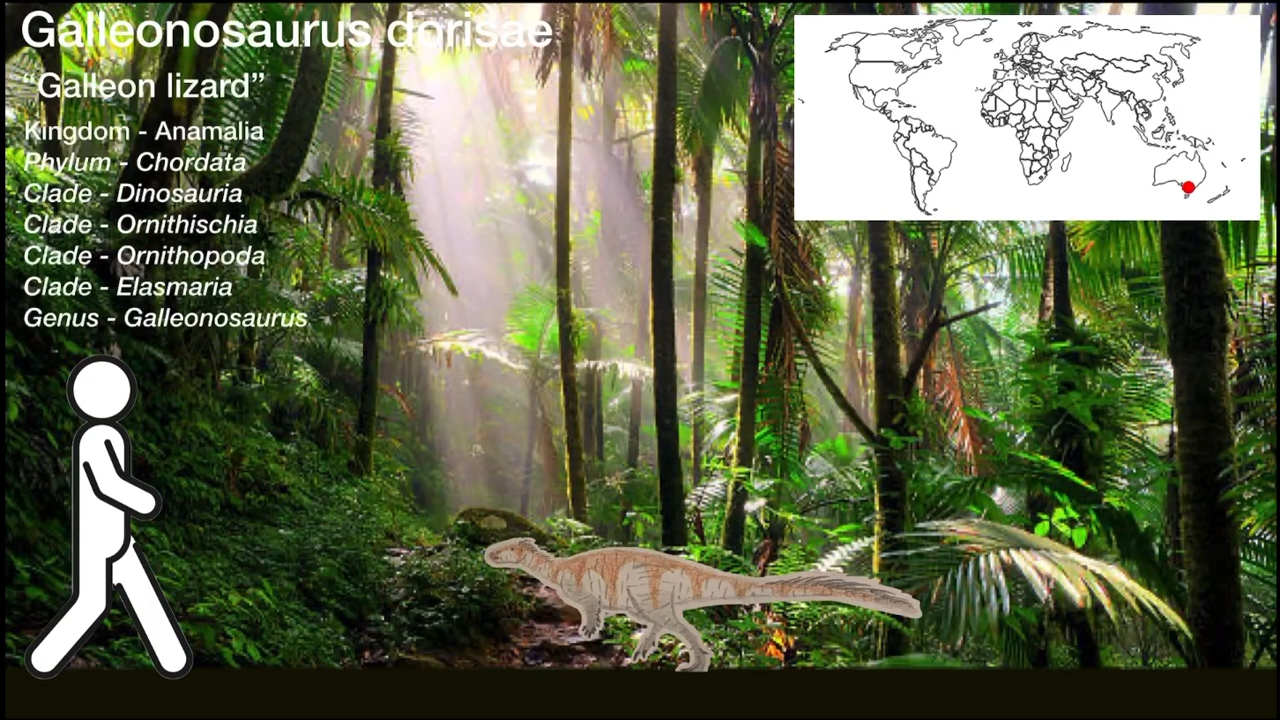 Galleonosaurus dorisae
“Galleon lizard”
Kingdom - Anamalia
Phylum - Chordata
Clade - Dinosauria
Clade - Ornithischia
Clade - Ornithopoda
Clade - Elasmaria
Genus - Galleonosaurus